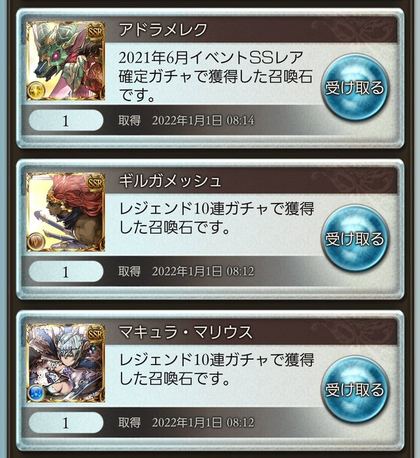 アドラメレク
SSR
2021年6月イベントSSレア
確定ガチャで獲得した召喚石
です。
受け取る
1
取得 2022年1月1日 08:14
ギルガメッシュ
SSR
レジェンド10連ガチャで獲得
した召喚石です。
受け取る
1
取得 2022年1月1日 08:12
マキュラ・マリウス
SSR
レジェンド10連ガチャで獲得
した召喚石です。
受け取る
1
取得 2022年1月1日 08:12